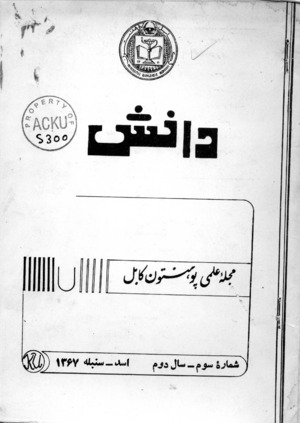 PROPERTY OF
ACKU
5300
دانش
مجلهٔ علمی پوهنتون کابل
شمارهٔ سوم ـ سال دوم اسد ـ سنبله ۱۳۶۷